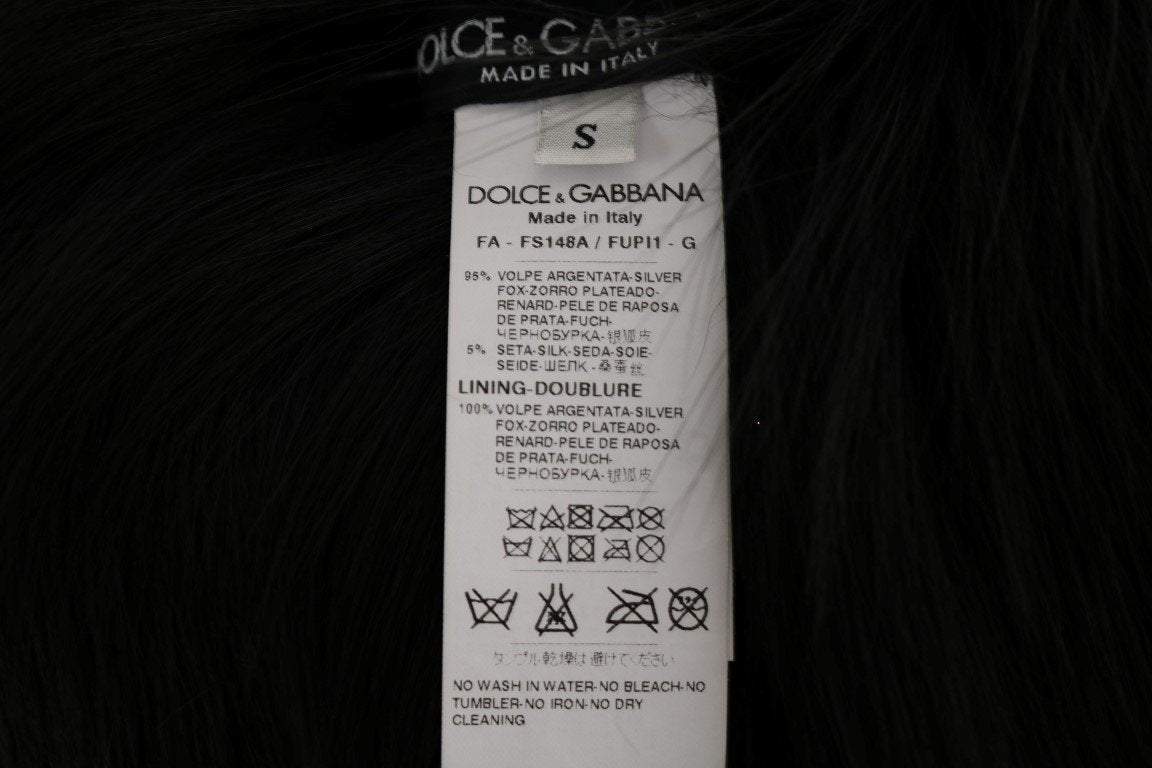 OLCE & GABB
MADE IN ITALY
S
DOLCE & GABBANA
Made in Italy
FA - FS148A / FUPI1 - G
95% VOLPE ARGENTATA-SILVER
FOX-ZORRO PLATEADO-
RENARD-PELE DE RAPOSA
DE PRATA-FUCH-
ЧЕРНОБУРКА-银狐皮
5% SETA-SILK-SEDA-SOIE-
SEIDE-ШЕЛК-桑蚕丝
LINING-DOUBLURE
100% VOLPE ARGENTATA-SILVER
FOX-ZORRO PLATEADO-
RENARD-PELE DE RAPOSA
DE PRATA-FUCH-
ЧЕРНОБУРКА-银狐皮
タンブル乾燥は避けてください
NO WASH IN WATER-NO BLEACH-NO
TUMBLER-NO IRON-NO DRY
CLEANING